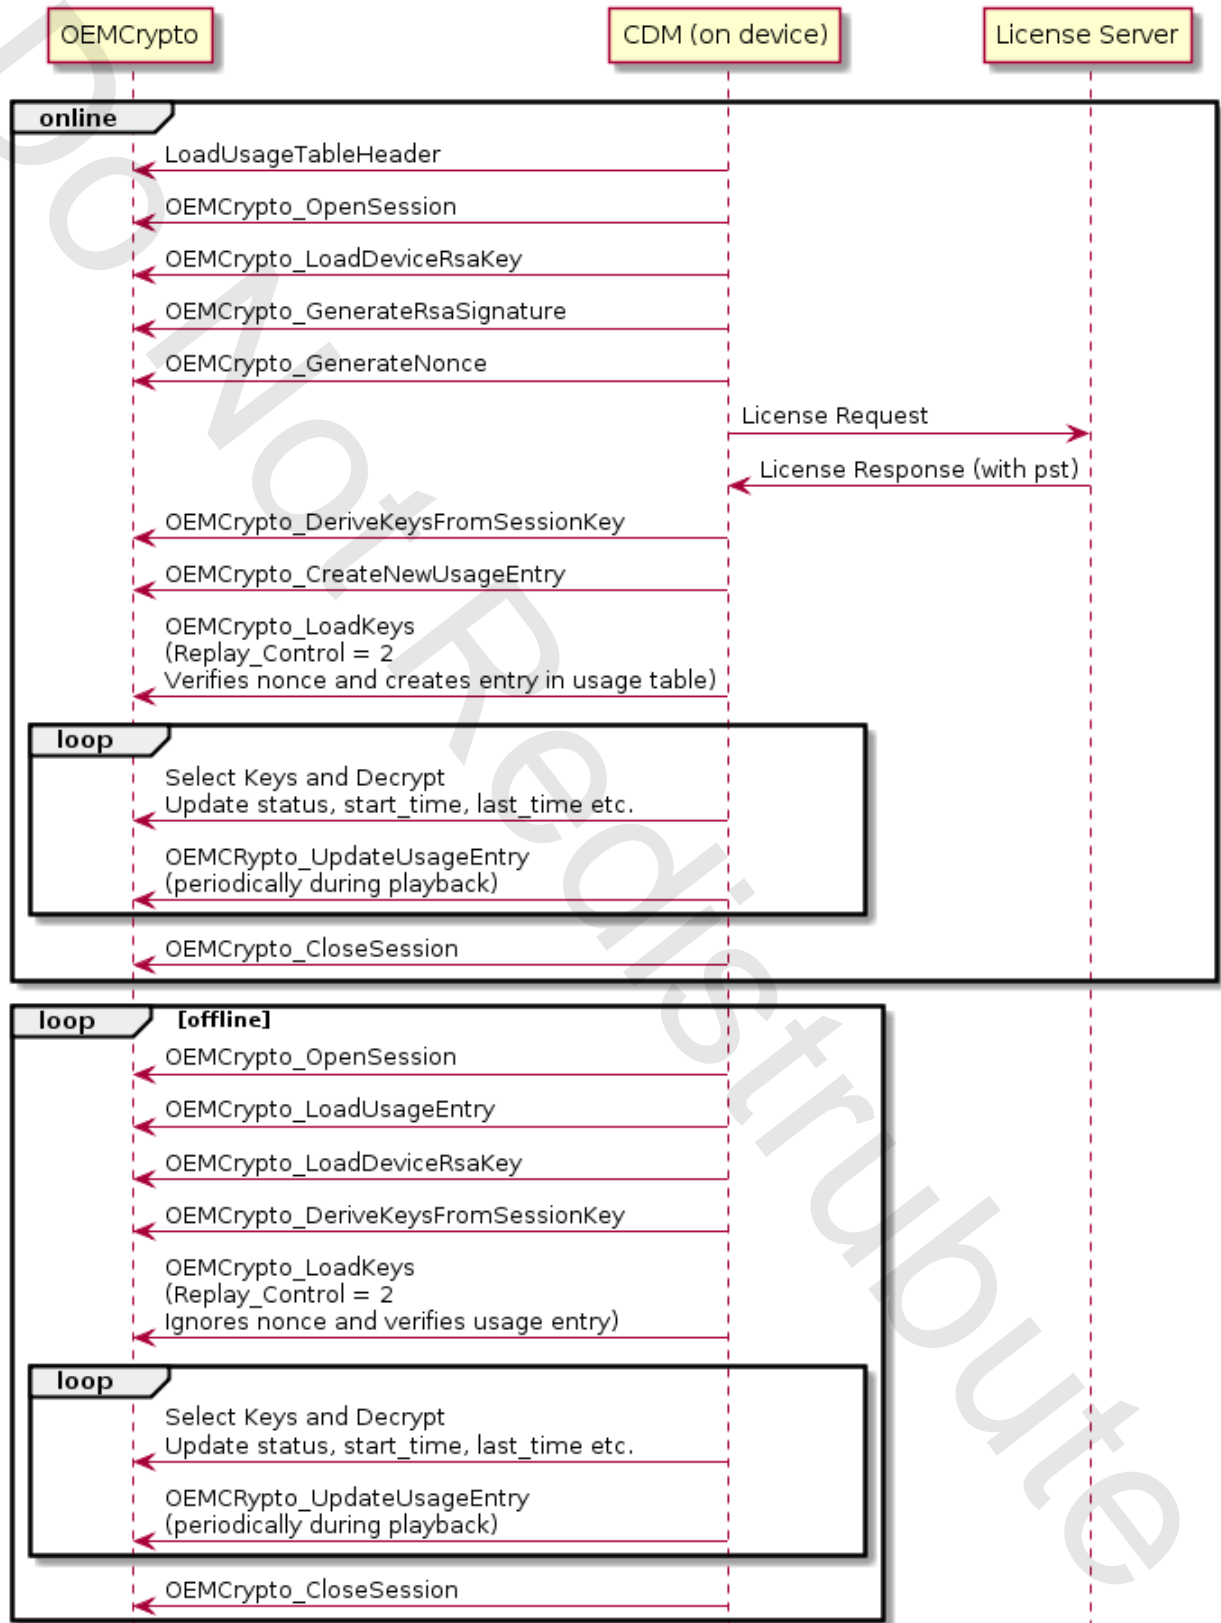 OEMCrypto
CDM (on device)
License Server
online
LoadUsageTableHeader
OEMCrypto_OpenSession
OEMCrypto_LoadDeviceRsaKey
OEMCrypto_GenerateRsaSignature
OEMCrypto_GenerateNonce
License Request
License Response (with pst)
OEMCrypto_DeriveKeysFromSessionKey
OEMCrypto_CreateNewUsageEntry
OEMCrypto_LoadKeys
(Replay_Control = 2
Verifies nonce and creates entry in usage table)
loop
Select Keys and Decrypt
Update status, start_time, last_time etc.
OEMCRypto_UpdateUsageEntry
(periodically during playback)
OEMCrypto_CloseSession
loop [offline]
OEMCrypto_OpenSession
OEMCrypto_LoadUsageEntry
OEMCrypto_LoadDeviceRsaKey
OEMCrypto_DeriveKeysFromSessionKey
OEMCrypto_LoadKeys
(Replay_Control = 2
Ignores nonce and verifies usage entry)
loop
Select Keys and Decrypt
Update status, start_time, last_time etc.
OEMCRypto_UpdateUsageEntry
(periodically during playback)
OEMCrypto_CloseSession
Do Not Redistrubute